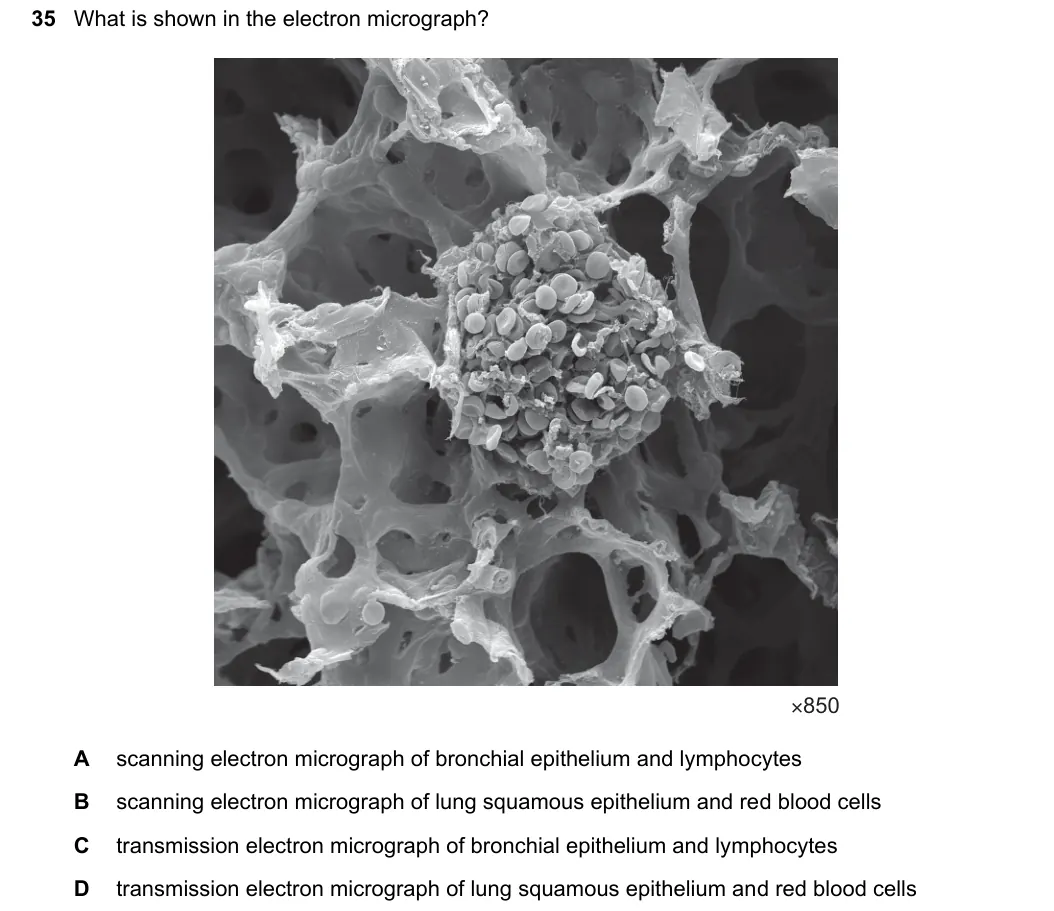 35 What is shown in the electron micrograph?
×850
A scanning electron micrograph of bronchial epithelium and lymphocytes
B scanning electron micrograph of lung squamous epithelium and red blood cells
C transmission electron micrograph of bronchial epithelium and lymphocytes
D transmission electron micrograph of lung squamous epithelium and red blood cells